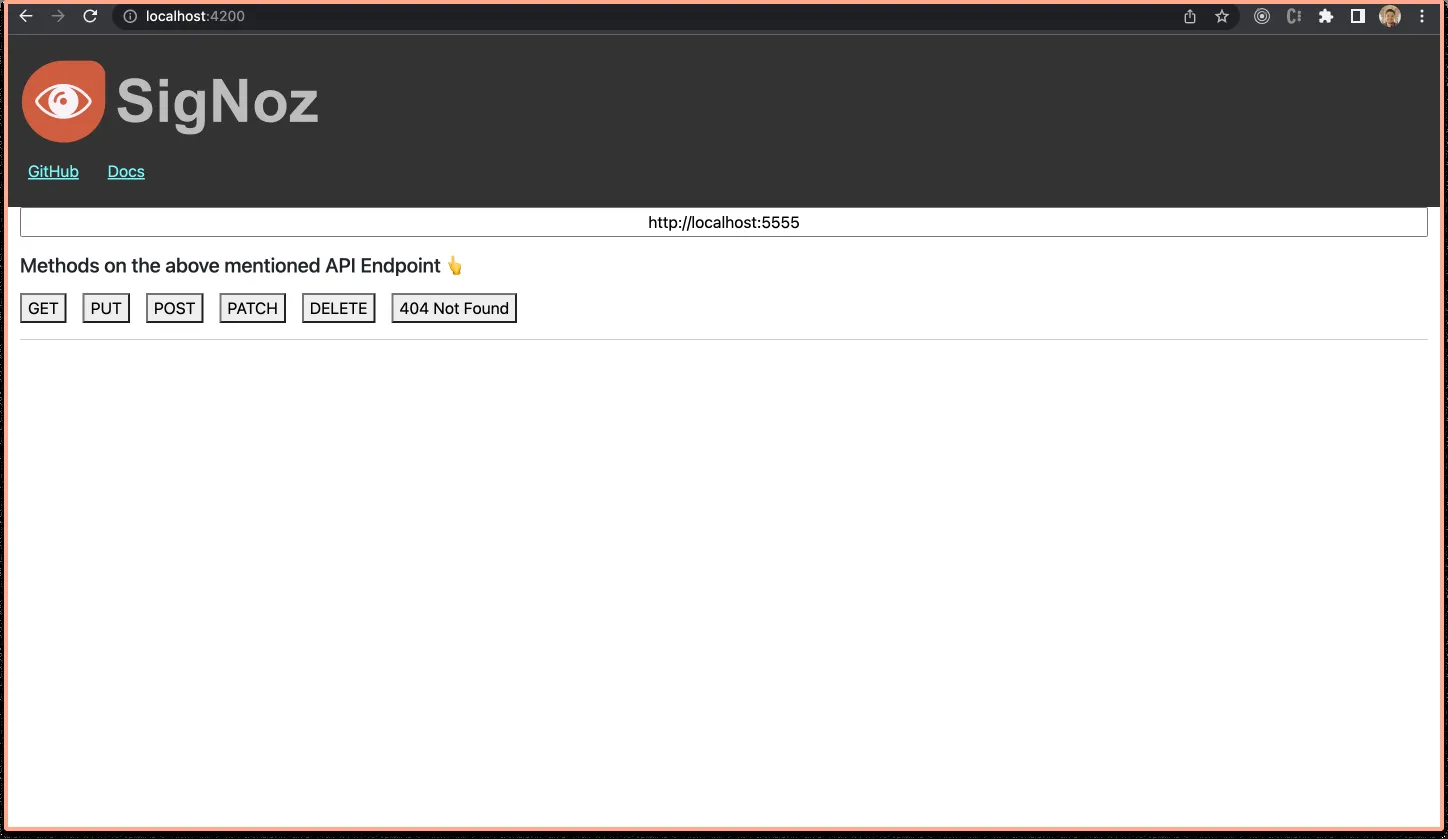 localhost:4200
SigNoz
GitHub Docs
http://localhost:5555
Methods on the above mentioned API Endpoint 👆
GET PUT POST PATCH DELETE 404 Not Found